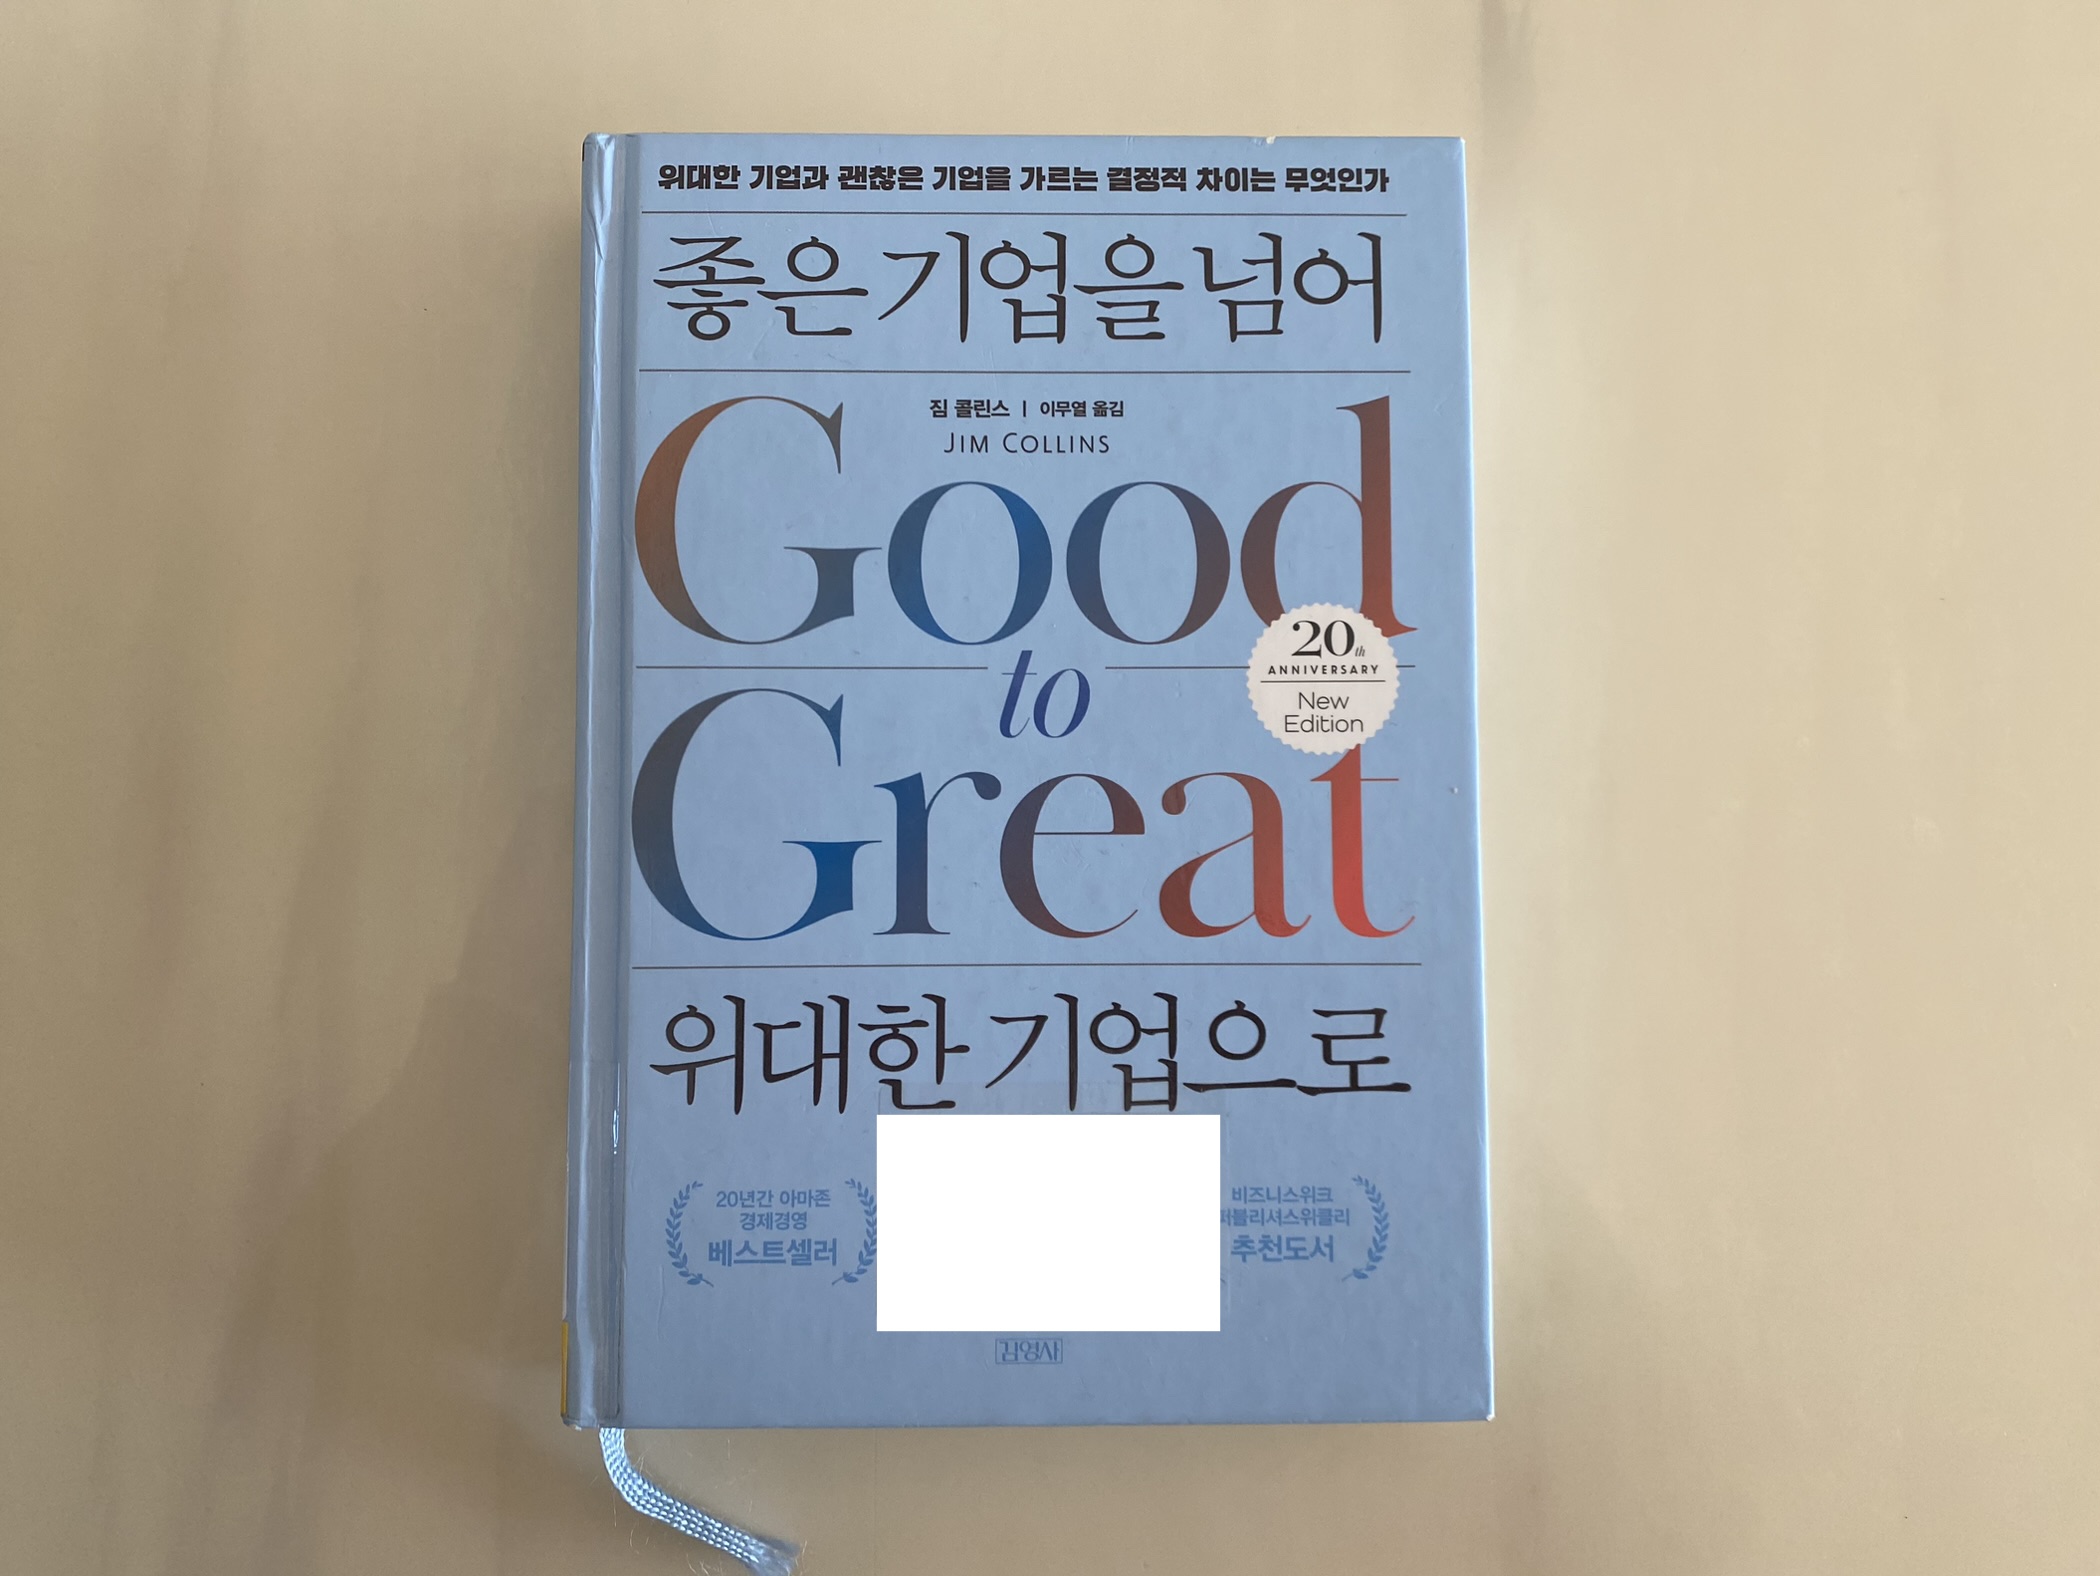 위대한 기업과 괜찮은 기업을 가르는 결정적 차이는 무엇인가
좋은 기업을 넘어
짐 콜린스 | 이무열 옮김
JIM COLLINS
Good
to
20th
ANNIVERSARY
New
Edition
Great
위대한 기업으로
20년간 아마존
경제경영
베스트셀러
비즈니스위크
퍼블리셔스위클리
추천도서
김영사